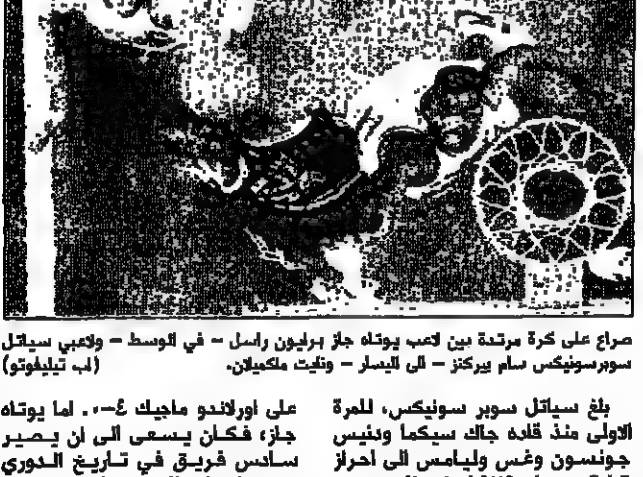 صراع على كرة مرتدة بين لاعب يوتاه جاز برايون راسل – في الوسط – ولاعبي سياتل
سوبرسونيكس سام بيركنز – الى اليسار – ونايت ماكميلان. (اب تيليفوتو)
بلغ سياتل سوبر سونيكس، للمرة
الاولى منذ قاده جاك سيكما ودنيس
جونسون وغس وليامس الى احراز
على اورلاندو ماجيك ٤–٠. اما يوتاه
جاز، فكان يسعى الى ان يصير
سادس فريق في تاريخ الدوري